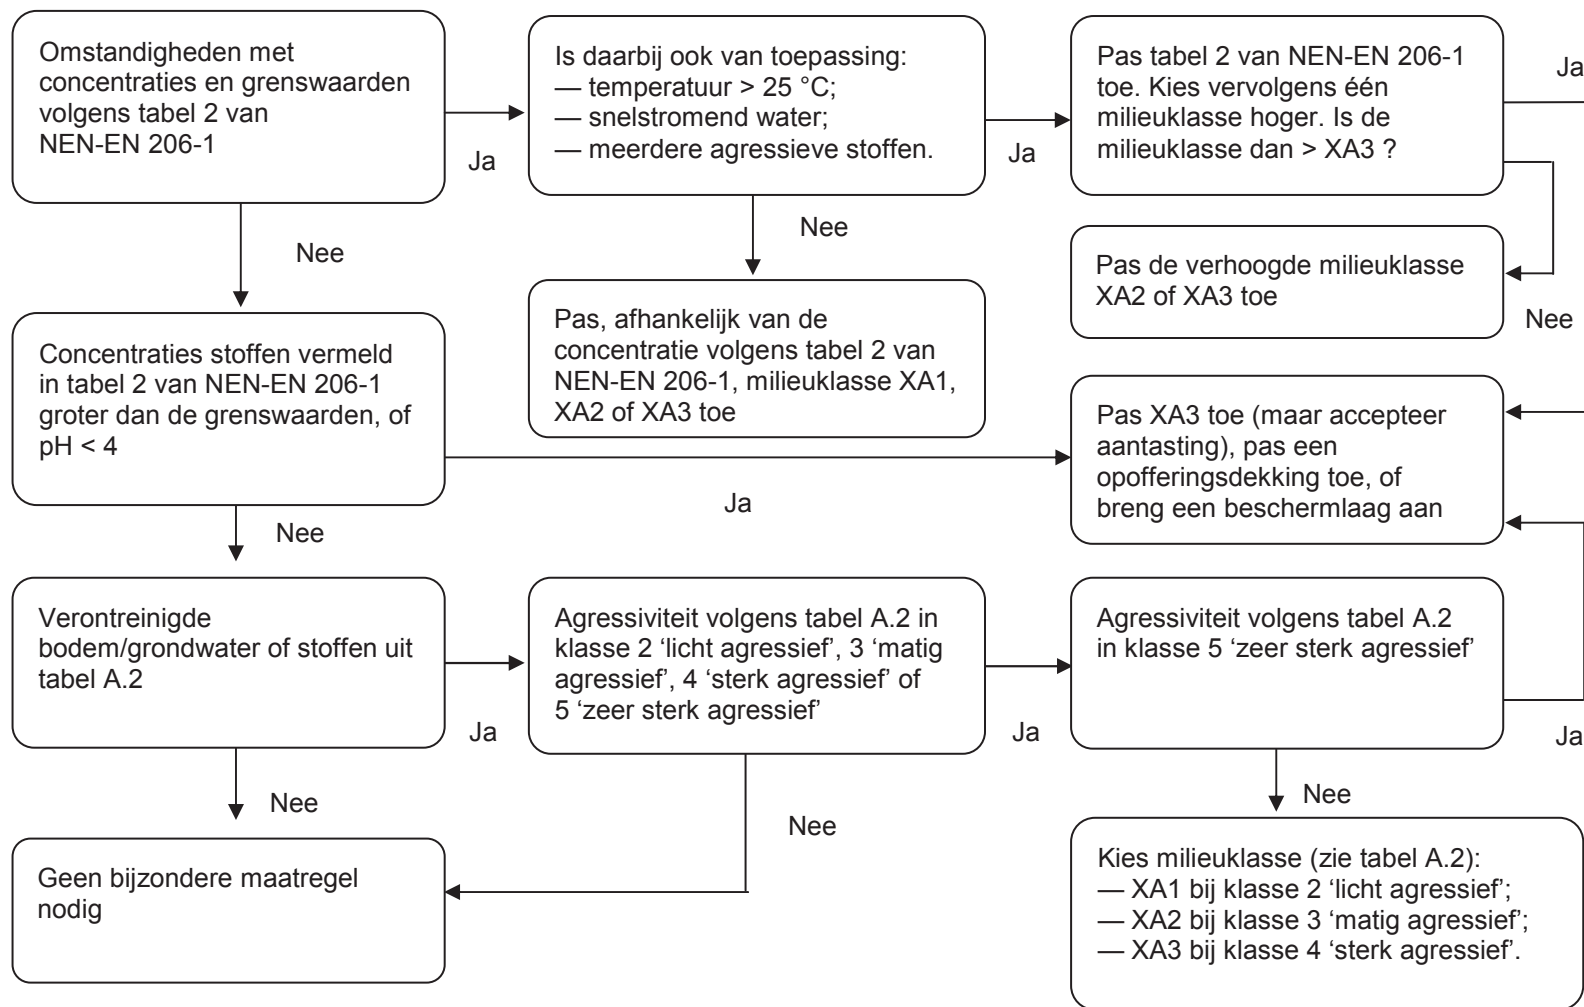 Omstandigheden met
concentraties en grenswaarden
volgens tabel 2 van
NEN-EN 206-1
Ja
Is daarbij ook van toepassing:
— temperatuur > 25 °C;
— snelstromend water;
— meerdere agressieve stoffen.
Ja
Pas tabel 2 van NEN-EN 206-1
toe. Kies vervolgens één
milieuklasse hoger. Is de
milieuklasse dan > XA3 ?
Ja
Nee
Nee
Pas de verhoogde milieuklasse
XA2 of XA3 toe
Nee
Concentraties stoffen vermeld
in tabel 2 van NEN-EN 206-1
groter dan de grenswaarden, of
pH < 4
Pas, afhankelijk van de
concentratie volgens tabel 2 van
NEN-EN 206-1, milieuklasse XA1,
XA2 of XA3 toe
Pas XA3 toe (maar accepteer
aantasting), pas een
opofferingsdekking toe, of
breng een beschermlaag aan
Ja
Nee
Verontreinigde
bodem/grondwater of stoffen uit
tabel A.2
Ja
Agressiviteit volgens tabel A.2 in
klasse 2 ‘licht agressief’, 3 ‘matig
agressief’, 4 ‘sterk agressief’ of
5 ‘zeer sterk agressief’
Ja
Agressiviteit volgens tabel A.2
in klasse 5 ‘zeer sterk agressief’
Ja
Nee
Nee
Nee
Geen bijzondere maatregel
nodig
Kies milieuklasse (zie tabel A.2):
— XA1 bij klasse 2 ‘licht agressief’;
— XA2 bij klasse 3 ‘matig agressief’;
— XA3 bij klasse 4 ‘sterk agressief’.